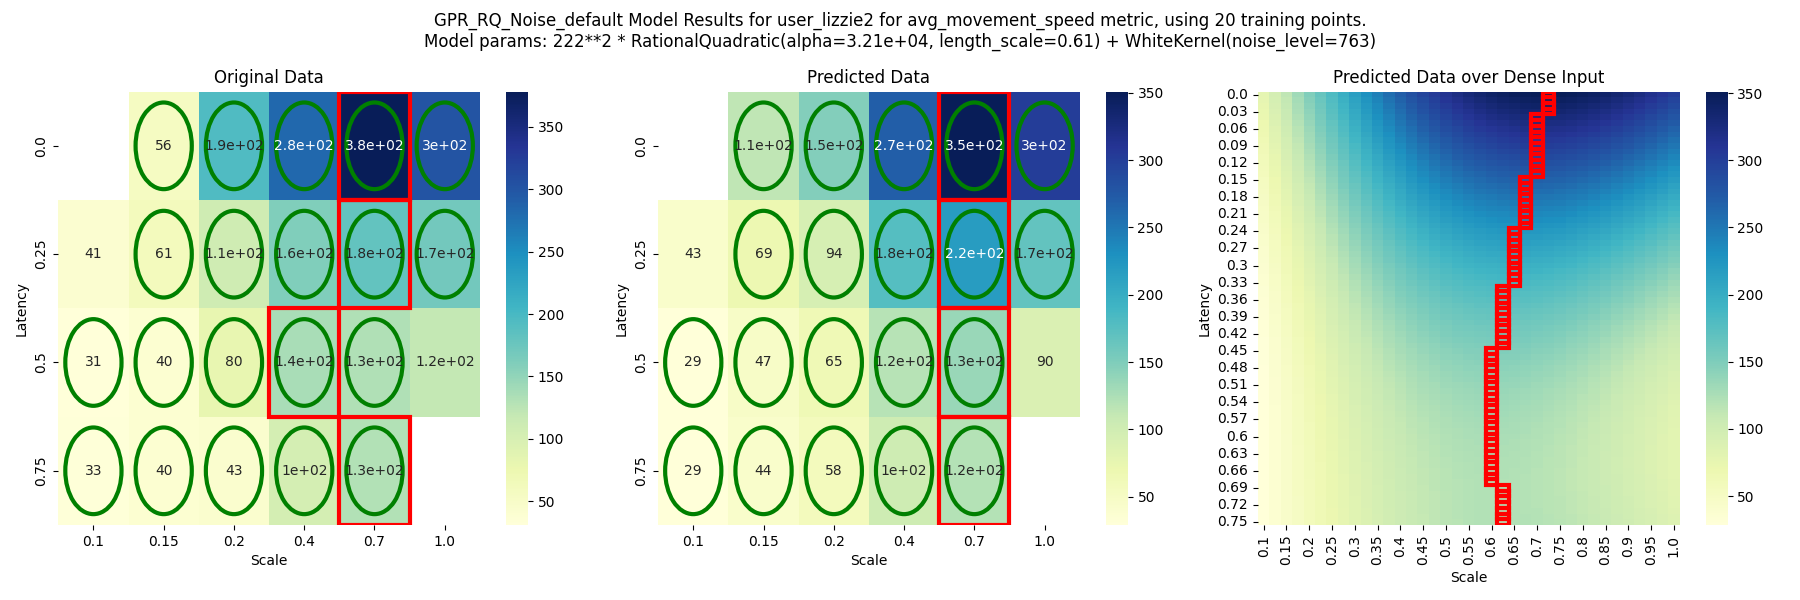 GPR_RQ_Noise_default Model Results for user_lizzie2 for avg_movement_speed metric, using 20 training points.
Model params: 222**2 * RationalQuadratic(alpha=3.21e+04, length_scale=0.61) + WhiteKernel(noise_level=763)
Original Data
Latency
0.0
56
1.9e+02
2.8e+02
3.8e+02
3e+02
0.25
41
61
1.1e+02
1.6e+02
1.8e+02
1.7e+02
0.5
31
40
80
1.4e+02
1.3e+02
1.2e+02
0.75
33
40
43
1e+02
1.3e+02
0.1
0.15
0.2
0.4
0.7
1.0
Scale
350
300
250
200
150
100
50
Predicted Data
Latency
0.0
1.1e+02
1.5e+02
2.7e+02
3.5e+02
3e+02
0.25
43
69
94
1.8e+02
2.2e+02
1.7e+02
0.5
29
47
65
1.2e+02
1.3e+02
90
0.75
29
44
58
1e+02
1.2e+02
0.1
0.15
0.2
0.4
0.7
1.0
Scale
350
300
250
200
150
100
50
Predicted Data over Dense Input
Latency
0.0
0.03
0.06
0.09
0.12
0.15
0.18
0.21
0.24
0.27
0.3
0.33
0.36
0.39
0.42
0.45
0.48
0.51
0.54
0.57
0.6
0.63
0.66
0.69
0.72
0.75
0.1
0.15
0.2
0.25
0.3
0.35
0.4
0.45
0.5
0.55
0.6
0.65
0.7
0.75
0.8
0.85
0.9
0.95
1.0
Scale
350
300
250
200
150
100
50